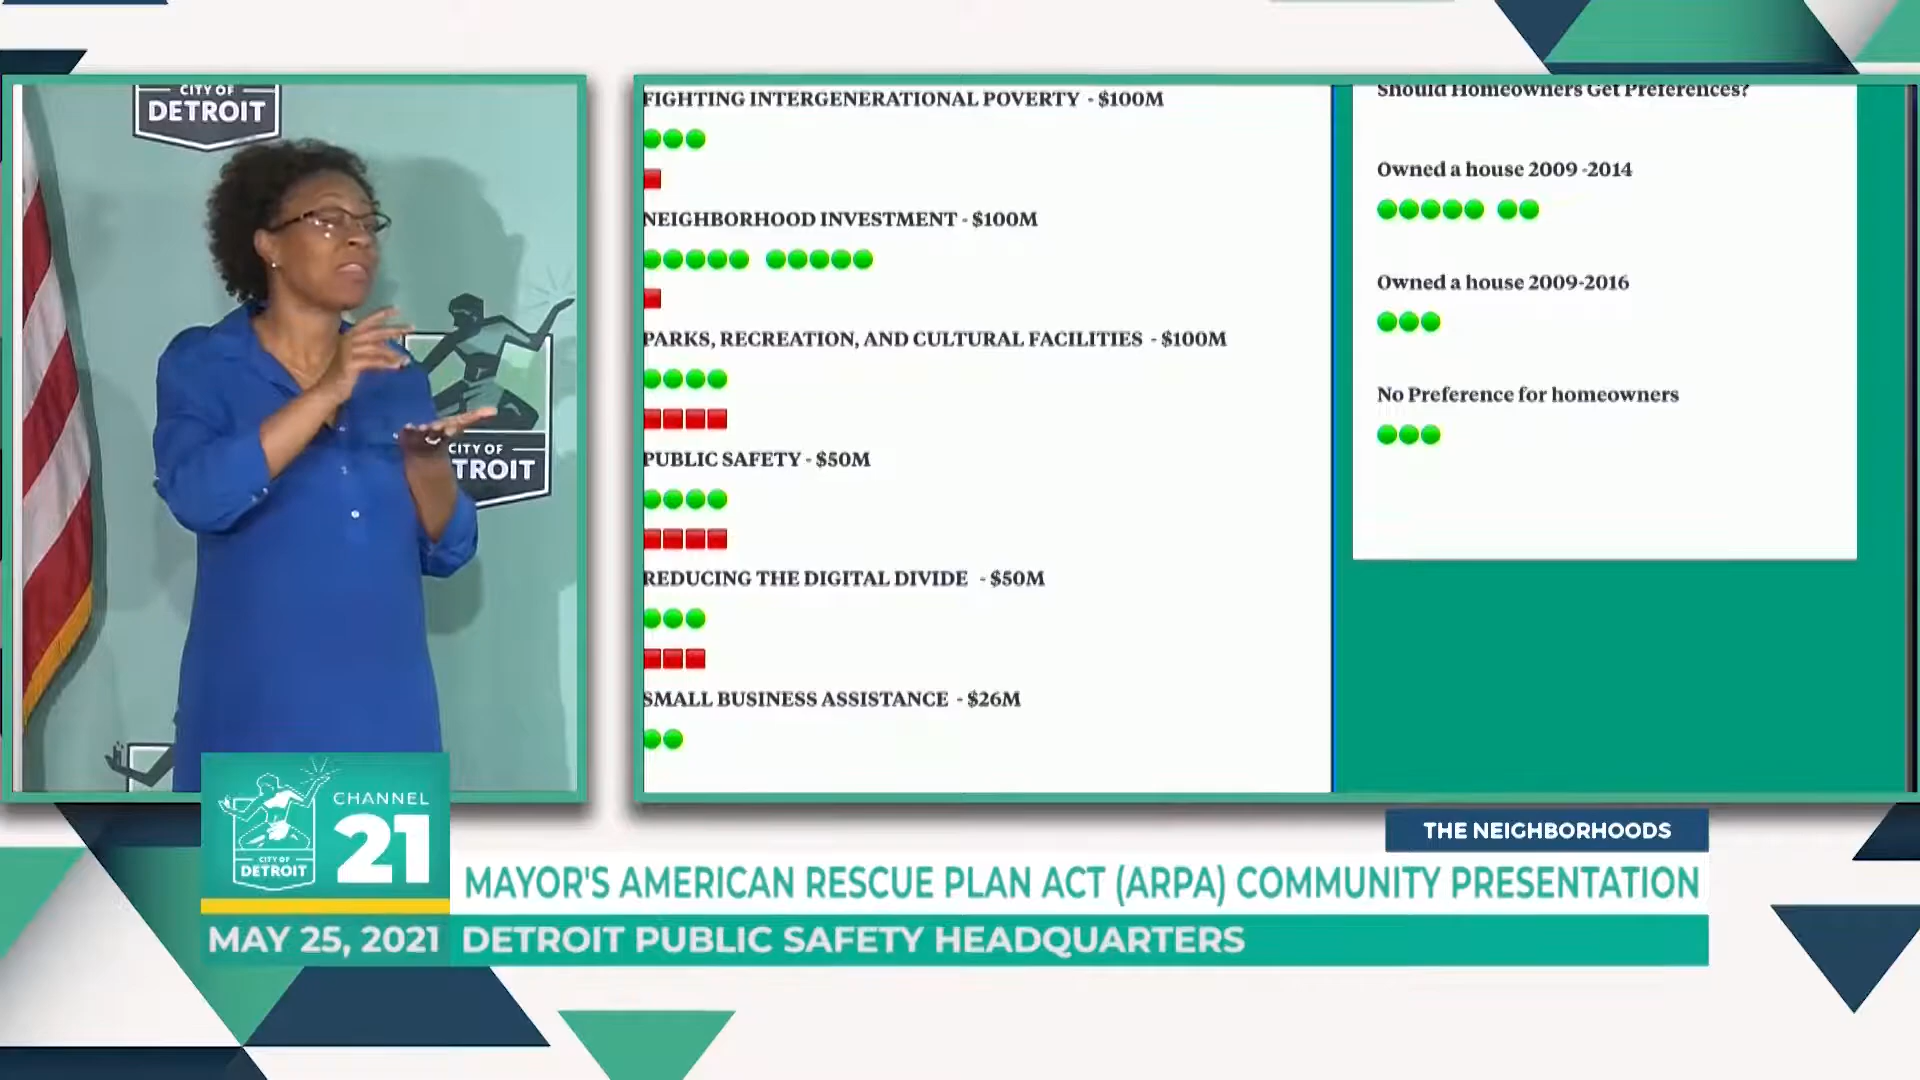 CITY OF
DETROIT
CITY OF
TROIT
FIGHTING INTERGENERATIONAL POVERTY - $100M
NEIGHBORHOOD INVESTMENT - $100M
PARKS, RECREATION, AND CULTURAL FACILITIES - $100M
PUBLIC SAFETY - $50M
REDUCING THE DIGITAL DIVIDE - $50M
SMALL BUSINESS ASSISTANCE - $26M
Should Homeowners Get Preferences?
Owned a house 2009 -2014
Owned a house 2009-2016
No Preference for homeowners
THE NEIGHBORHOODS
CHANNEL
21
CITY OF
DETROIT
MAYOR'S AMERICAN RESCUE PLAN ACT (ARPA) COMMUNITY PRESENTATION
MAY 25, 2021
DETROIT PUBLIC SAFETY HEADQUARTERS